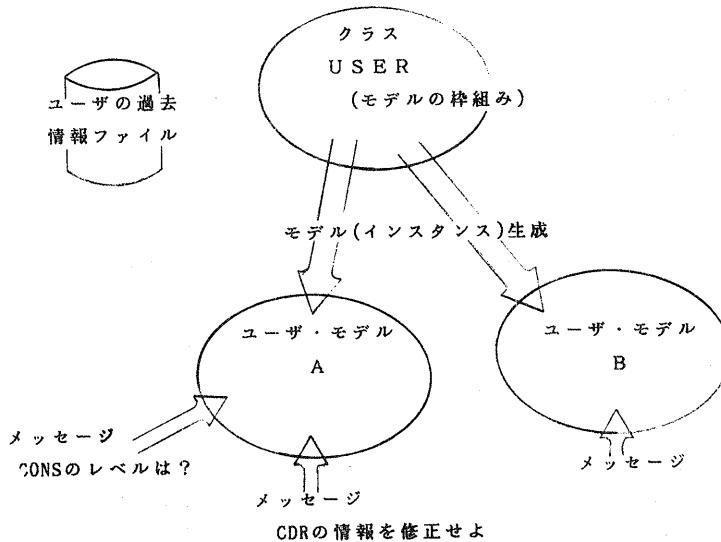 クラス
USER
(モデルの枠組み)
ユーザの過去
情報ファイル
モデル(インスタンス)生成
ユーザ・モデル
A
ユーザ・モデル
B
メッセージ
CONSのレベルは？
メッセージ
CDRの情報を修正せよ
メッセージ